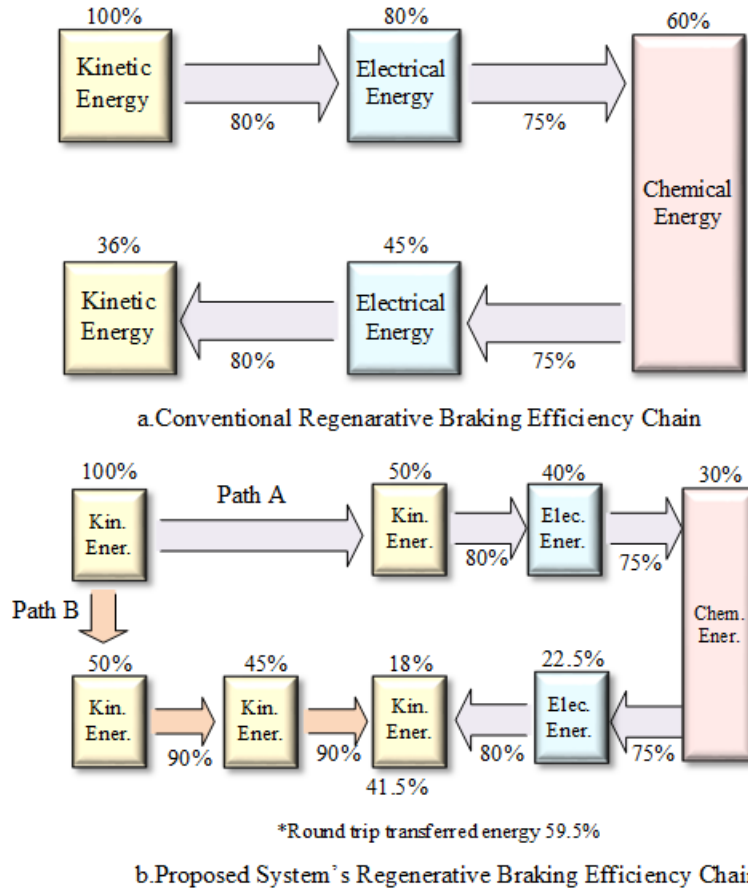 100%
80%
60%
Kinetic
Energy
80%
Electrical
Energy
75%
Chemical
Energy
36%
45%
Kinetic
Energy
80%
Electrical
Energy
75%
a.Conventional Regenarative Braking Efficiency Chain
100%
Path A
50%
40%
30%
Kin.
Ener.
Kin.
Ener.
80%
Elec.
Ener.
75%
Path B
Chem.
Ener.
50%
45%
18%
22.5%
Kin.
Ener.
90%
Kin.
Ener.
90%
Kin.
Ener.
80%
Elec.
Ener.
75%
41.5%
*Round trip transferred energy 59.5%
b.Proposed System’s Regenerative Braking Efficiency Chai